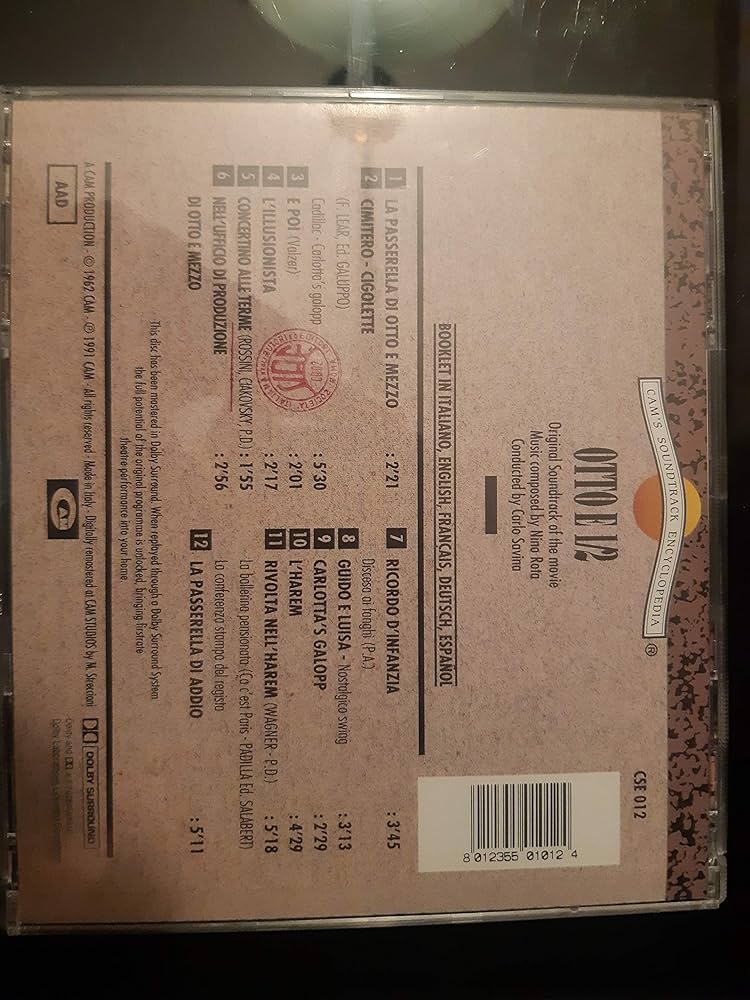 CAM'S SOUNDTRACK ENCYCLOPEDIA ®
CSE 012
OTTO E 1/2
Original Soundtrack of the movie
Music composed by Nino Rota
Conducted by Carlo Savina
8 012355 01012 4
BOOKLET IN ITALIANO, ENGLISH, FRANÇAIS, DEUTSCH, ESPAÑOL
1 LA PASSERELLA DI OTTO E MEZZO : 2'21
2 CIMITERO - CIGOLETTE
(F. LEAR, Ed. GALUPPO)
Cadillac - Carlotta's galopp : 5'30
3 E POI (Valzer) : 2'01
4 L'ILLUSIONISTA : 2'17
5 CONCERTINO ALLE TERME (ROSSINI, CIAKOVSKY, P.D.) : 1'55
6 NELL'UFFICIO DI PRODUZIONE : 2'56
DI OTTO E MEZZO
7 RICORDO D'INFANZIA : 3'45
Discesa ai fanghi (P.A.)
8 GUIDO E LUISA - Nostalgico swing : 3'13
9 CARLOTTA'S GALOPP : 2'29
10 L'HAREM : 4'29
11 RIVOLTA NELL'HAREM (WAGNER - P.D.) : 5'18
La ballerina pensionata (Ça c'est Paris - PADILLA Ed. SALABERT)
La conferenza stampa del regista
12 LA PASSERELLA DI ADDIO : 5'11
This disc has been mastered in Dolby Surround. When replayed through a Dolby Surround System
the full potential of the original programme is unlocked, bringing firstrate
theatre performance into your home.
A CAM PRODUCTION - © 1962 CAM - ℗ 1991 CAM - All rights reserved - Made in Italy - Digitally remastered at CAM STUDIOS by M. Streccioni
AAD
DOLBY SURROUND